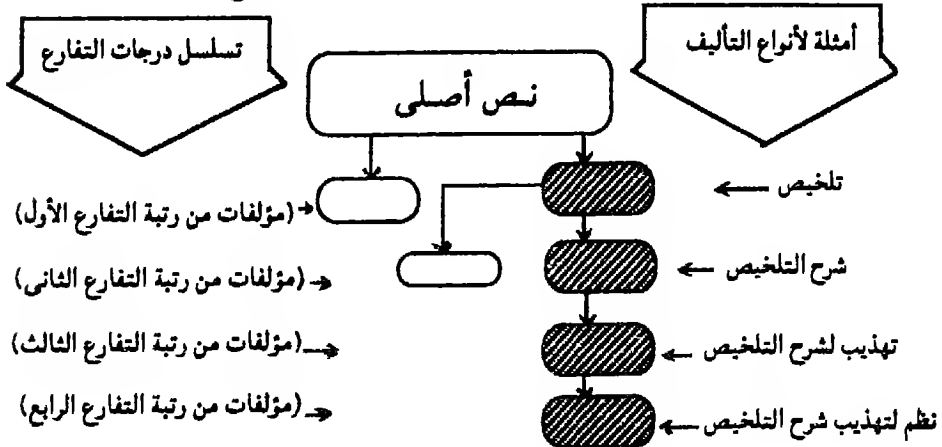 أمثلة لأنواع التأليف
تسلسل درجات التفارع
نص أصلى
تلخيص
(مؤلفات من رتبة التفارع الأول)
شرح التلخيص
(مؤلفات من رتبة التفارع الثانى)
تهذيب لشرح التلخيص
(مؤلفات من رتبة التفارع الثالث)
نظم لتهذيب شرح التلخيص
(مؤلفات من رتبة التفارع الرابع)